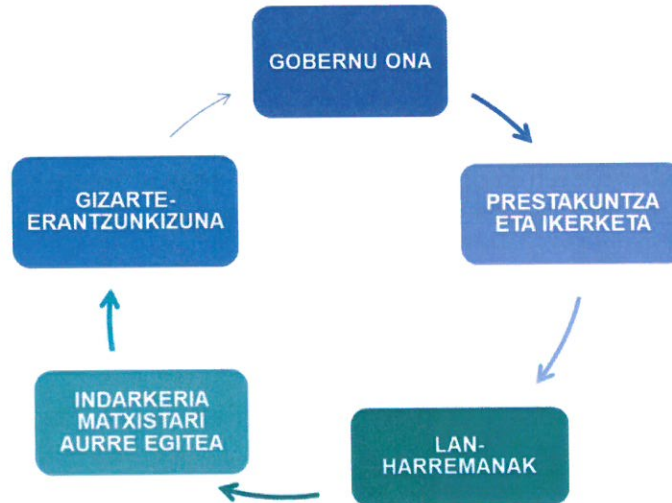 GOBERNU ONA
PRESTAKUNTZA
ETA IKERKETA
LAN-
HARREMANAK
INDARKERIA
MATXISTARI
AURRE EGITEA
GIZARTE-
ERANTZUNKIZUNA